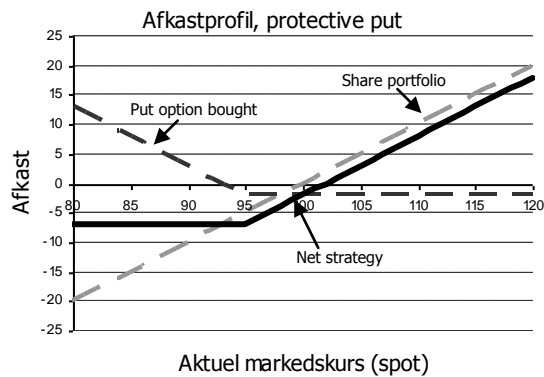 Afkastprofil, protective put
25
20
15
10
5
0
-5
-10
-15
-20
-25
Afkast
Share portfolio
Put option bought
80 85 90 95 100 105 110 115 120
Net strategy
Aktuel markedskurs (spot)